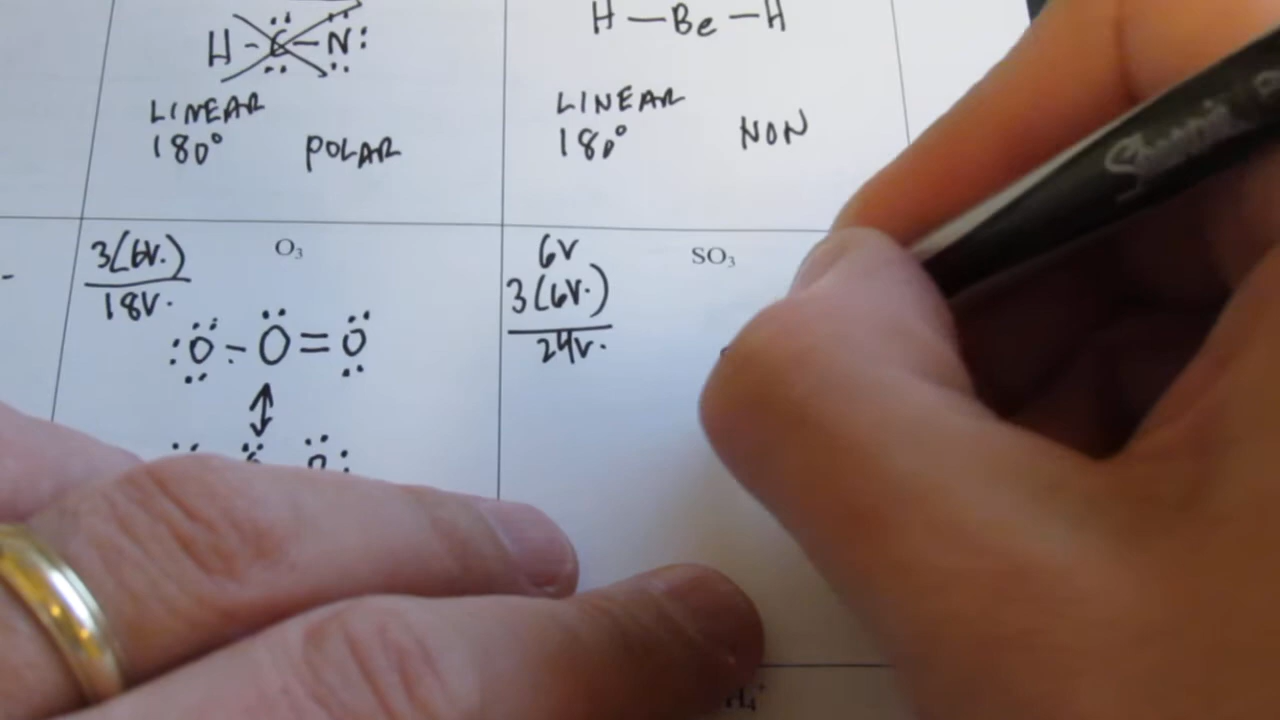 H - C - N:
LINEAR
180° POLAR
H - Be - H
LINEAR
180° NON
3(6v.)
18v.
O₃
:O - O = O
O:
6v
3(6v.)
24v.
SO₃
Sharpie